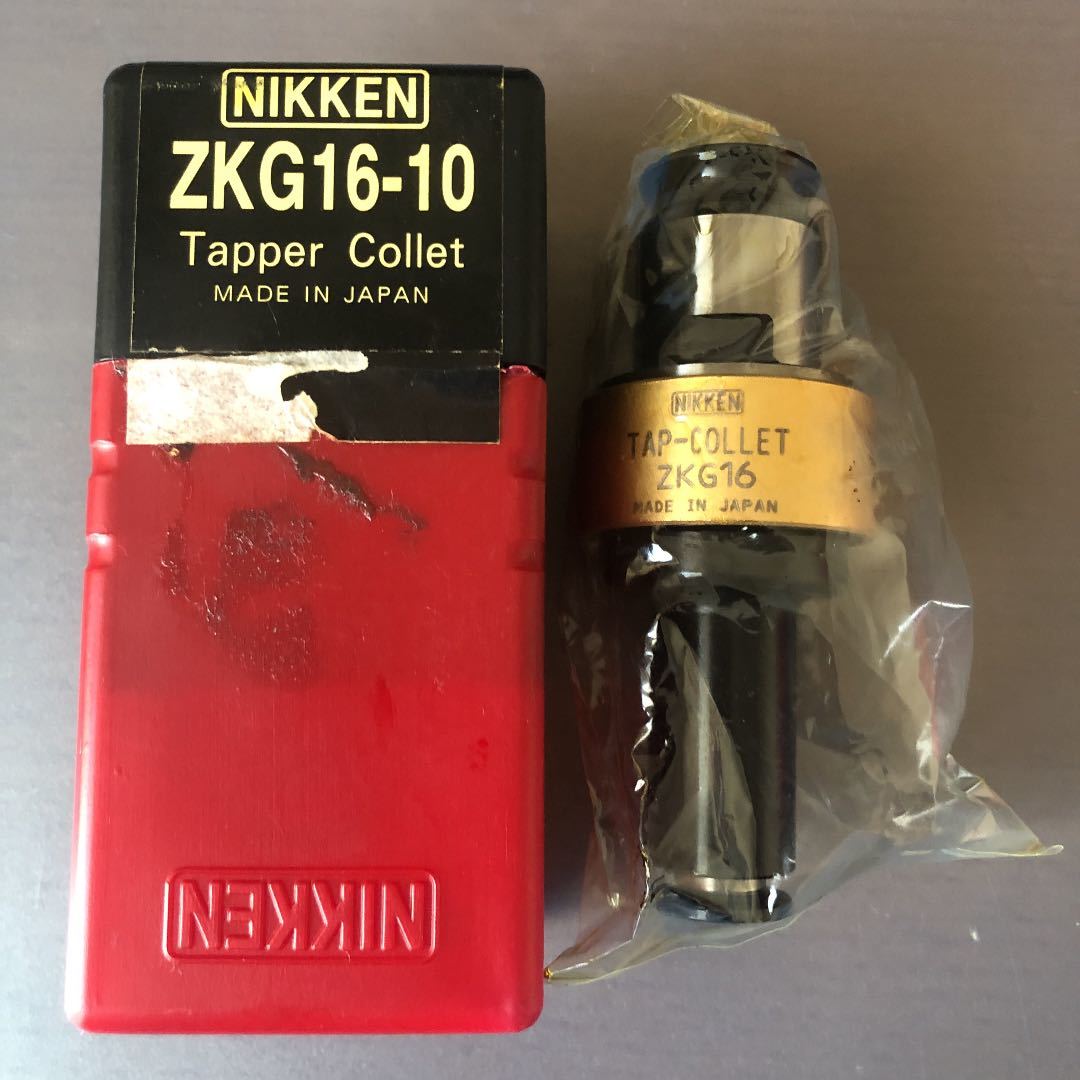 NIKKEN
ZKG16-10
Tapper Collet
MADE IN JAPAN
NIKKEN
NIKKEN
TAP-COLLET
ZKG16
MADE IN JAPAN